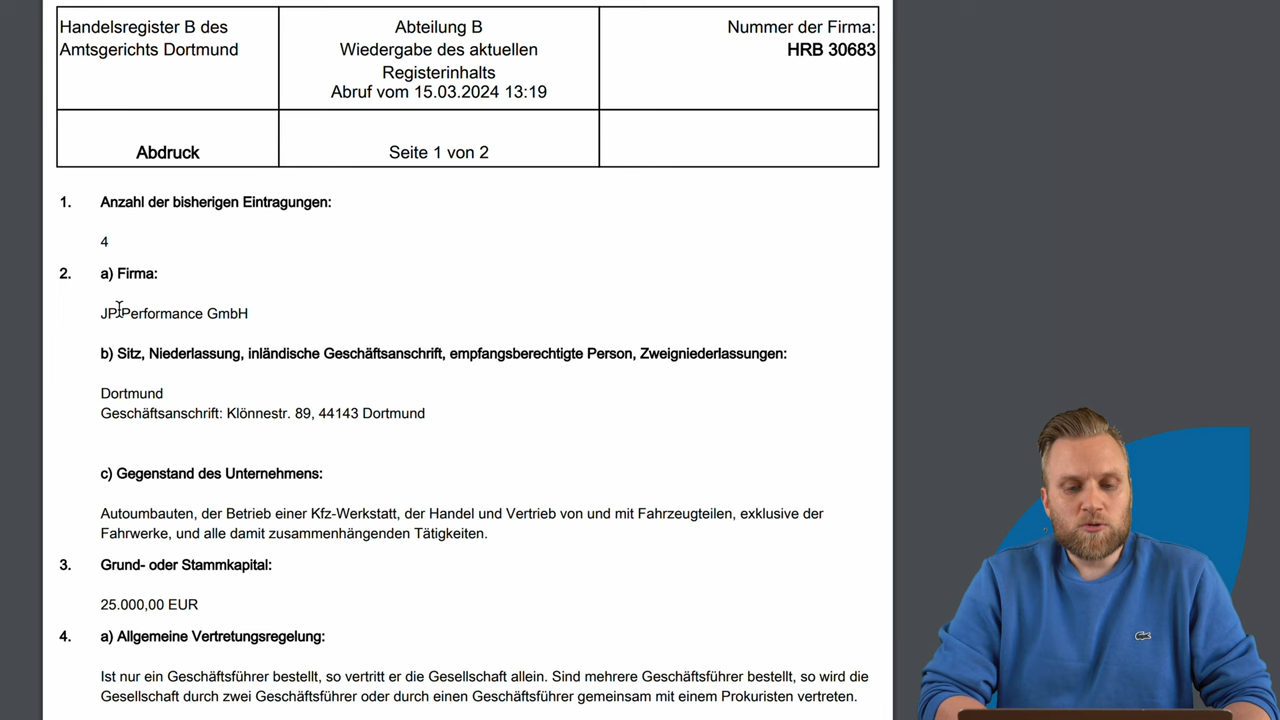 Handelsregister B des
Amtsgerichts Dortmund
Abteilung B
Wiedergabe des aktuellen
Registerinhalts
Abruf vom 15.03.2024 13:19
Nummer der Firma:
HRB 30683
Abdruck
Seite 1 von 2
1. Anzahl der bisherigen Eintragungen:
4
2. a) Firma:
JP Performance GmbH
b) Sitz, Niederlassung, inländische Geschäftsanschrift, empfangsberechtigte Person, Zweigniederlassungen:
Dortmund
Geschäftsanschrift: Klönnestr. 89, 44143 Dortmund
c) Gegenstand des Unternehmens:
Autoumbauten, der Betrieb einer Kfz-Werkstatt, der Handel und Vertrieb von und mit Fahrzeugteilen, exklusive der
Fahrwerke, und alle damit zusammenhängenden Tätigkeiten.
3. Grund- oder Stammkapital:
25.000,00 EUR
4. a) Allgemeine Vertretungsregelung:
Ist nur ein Geschäftsführer bestellt, so vertritt er die Gesellschaft allein. Sind mehrere Geschäftsführer bestellt, so wird die
Gesellschaft durch zwei Geschäftsführer oder durch einen Geschäftsführer gemeinsam mit einem Prokuristen vertreten.